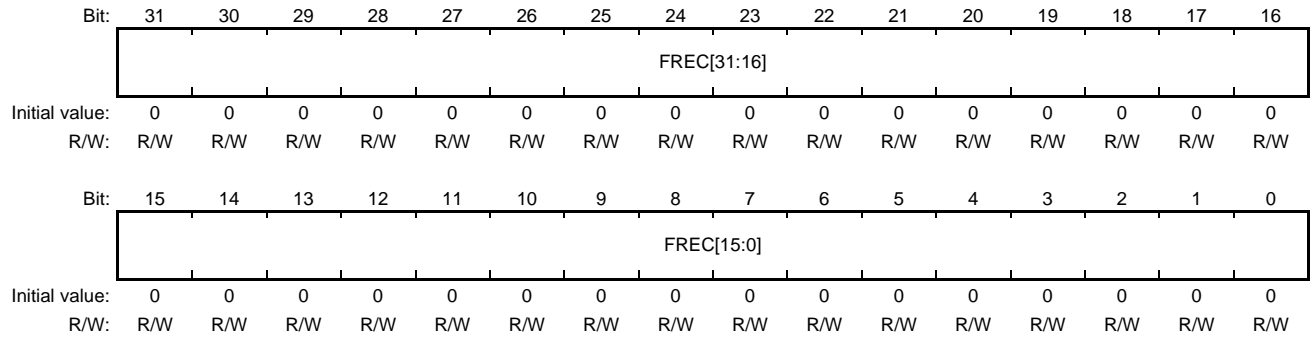 Bit: 31 30 29 28 27 26 25 24 23 22 21 20 19 18 17 16
FREC[31:16]
Initial value: 0 0 0 0 0 0 0 0 0 0 0 0 0 0 0 0
R/W: R/W R/W R/W R/W R/W R/W R/W R/W R/W R/W R/W R/W R/W R/W R/W R/W
Bit: 15 14 13 12 11 10 9 8 7 6 5 4 3 2 1 0
FREC[15:0]
Initial value: 0 0 0 0 0 0 0 0 0 0 0 0 0 0 0 0
R/W: R/W R/W R/W R/W R/W R/W R/W R/W R/W R/W R/W R/W R/W R/W R/W R/W